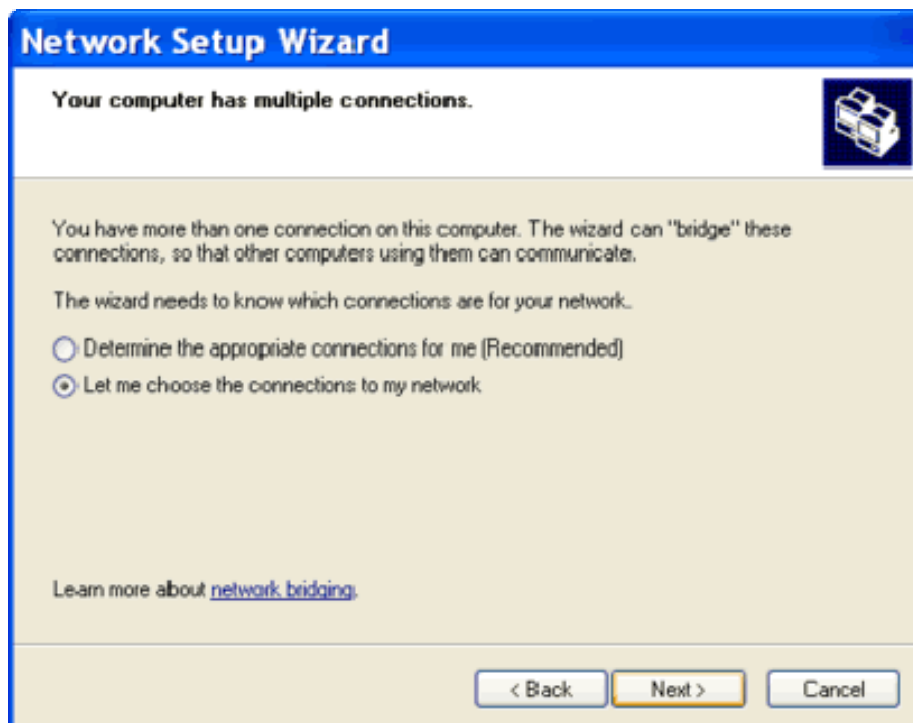 Network Setup Wizard
Your computer has multiple connections.
You have more than one connection on this computer. The wizard can "bridge" these
connections, so that other computers using them can communicate.
The wizard needs to know which connections are for your network.
Determine the appropriate connections for me (Recommended)
Let me choose the connections to my network
Learn more about network bridging.
< Back Next > Cancel